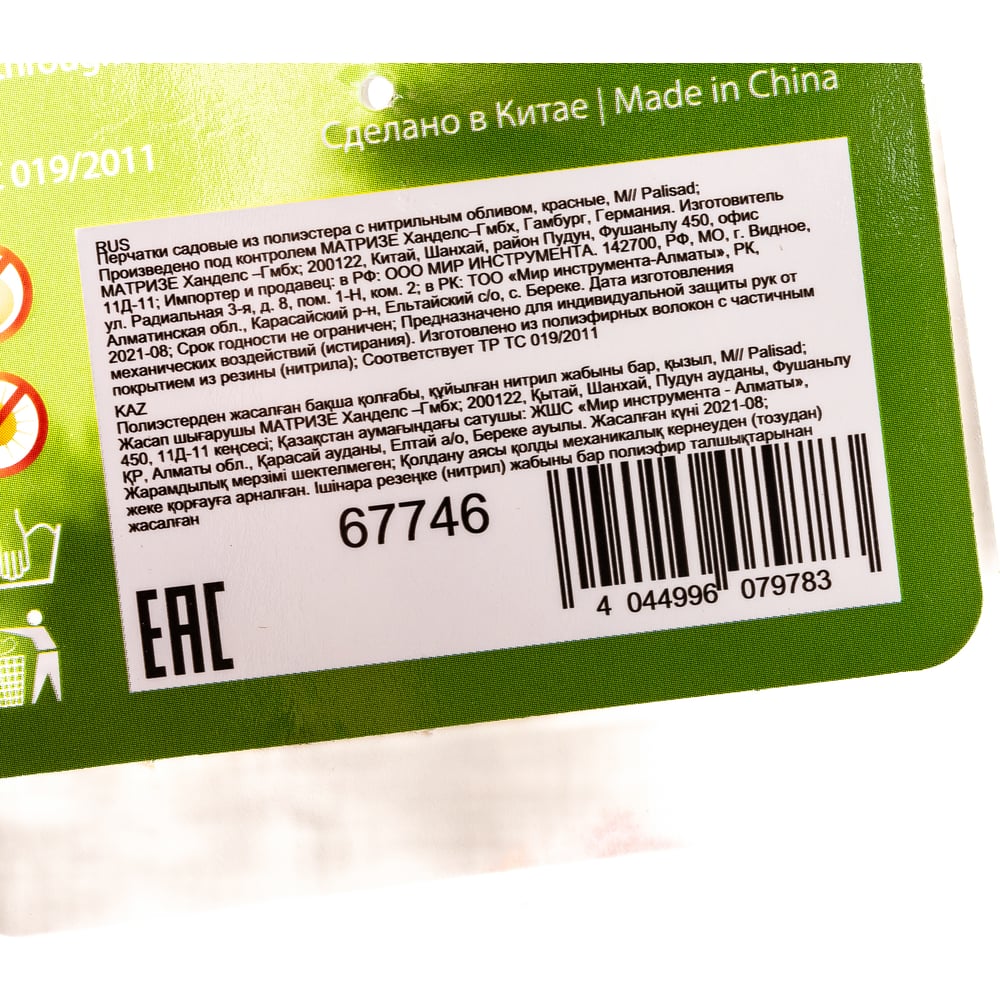 through
Сделано в Китае | Made in China
С 019/2011
RUS
Перчатки садовые из полиэстера с нитрильным обливом, красные, M// Palisad;
Произведено под контролем МАТРИЗЕ Ханделс–Гмбх, Гамбург, Германия. Изготовитель
МАТРИЗЕ Ханделс –Гмбх; 200122, Китай, Шанхай, район Пудун, Фушаньлу 450, офис
11Д-11; Импортер и продавец: в РФ: ООО МИР ИНСТРУМЕНТА. 142700, РФ, МО, г. Видное,
ул. Радиальная 3-я, д. 8, пом. 1-Н, ком. 2; в РК: ТОО «Мир инструмента-Алматы», РК,
Алматинская обл., Карасайский р-н, Ельтайский с/о, с. Береке. Дата изготовления
2021-08; Срок годности не ограничен; Предназначено для индивидуальной защиты рук от
механических воздействий (истирания). Изготовлено из полиэфирных волокон с частичным
покрытием из резины (нитрила); Соответствует ТР ТС 019/2011
KAZ
Полиэстерден жасалған бақша қолғабы, құйылған нитрил жабыны бар, қызыл, M// Palisad;
Жасап шығарушы МАТРИЗЕ Ханделс –Гмбх; 200122, Қытай, Шанхай, Пудун ауданы, Фушаньлу
450, 11Д-11 кеңсесі; Қазақстан аумағындағы сатушы: ЖШС «Мир инструмента - Алматы»,
ҚР, Алматы обл., Қарасай ауданы, Елтай а/о, Береке ауылы. Жасалған күні 2021-08;
Жарамдылық мерзімі шектелмеген; Қолдану аясы қолды механикалық кернеуден (тозудан)
жеке қорғауға арналған. Ішінара резеңке (нитрил) жабыны бар полиэфир талшықтарынан
жасалған
67746
4 044996 079783
EAC